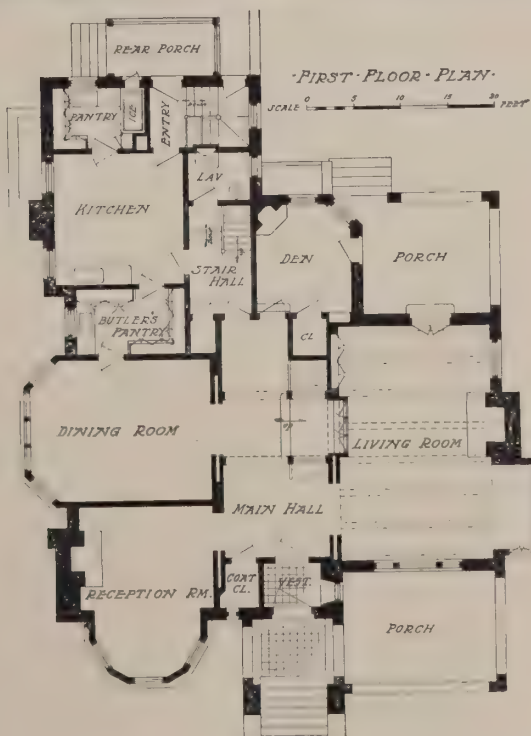 REAR PORCH
·FIRST·FLOOR·PLAN·
SCALE 0 5 10 15 20 FEET
PANTRY
ICE
ENTRY
LAV
KITCHEN
STAIR
HALL
DEN
PORCH
BUTLER'S
PANTRY
CL
UP
DINING ROOM
LIVING ROOM
MAIN HALL
COAT
CL.
VEST.
RECEPTION RM.
PORCH